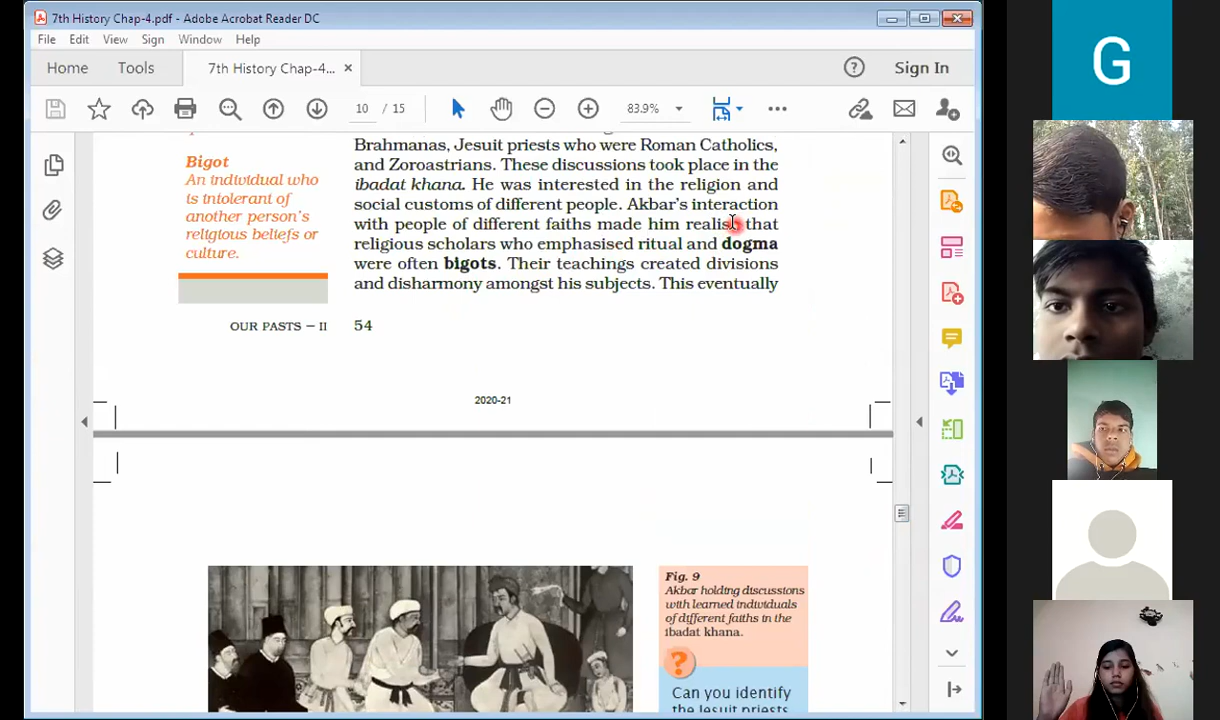 7th History Chap-4.pdf - Adobe Acrobat Reader DC
File Edit View Sign Window Help
Home Tools 7th History Chap-4... × Sign In
10 / 15 83.9%
Brahmanas, Jesuit priests who were Roman Catholics,
and Zoroastrians. These discussions took place in the
ibadat khana. He was interested in the religion and
social customs of different people. Akbar's interaction
with people of different faiths made him realise that
religious scholars who emphasised ritual and dogma
were often bigots. Their teachings created divisions
and disharmony amongst his subjects. This eventually
Bigot
An individual who
is intolerant of
another person's
religious beliefs or
culture.
OUR PASTS – II 54
2020-21
Fig. 9
Akbar holding discussions
with learned individuals
of different faiths in the
ibadat khana.
?
Can you identify
the Jesuit priests
G